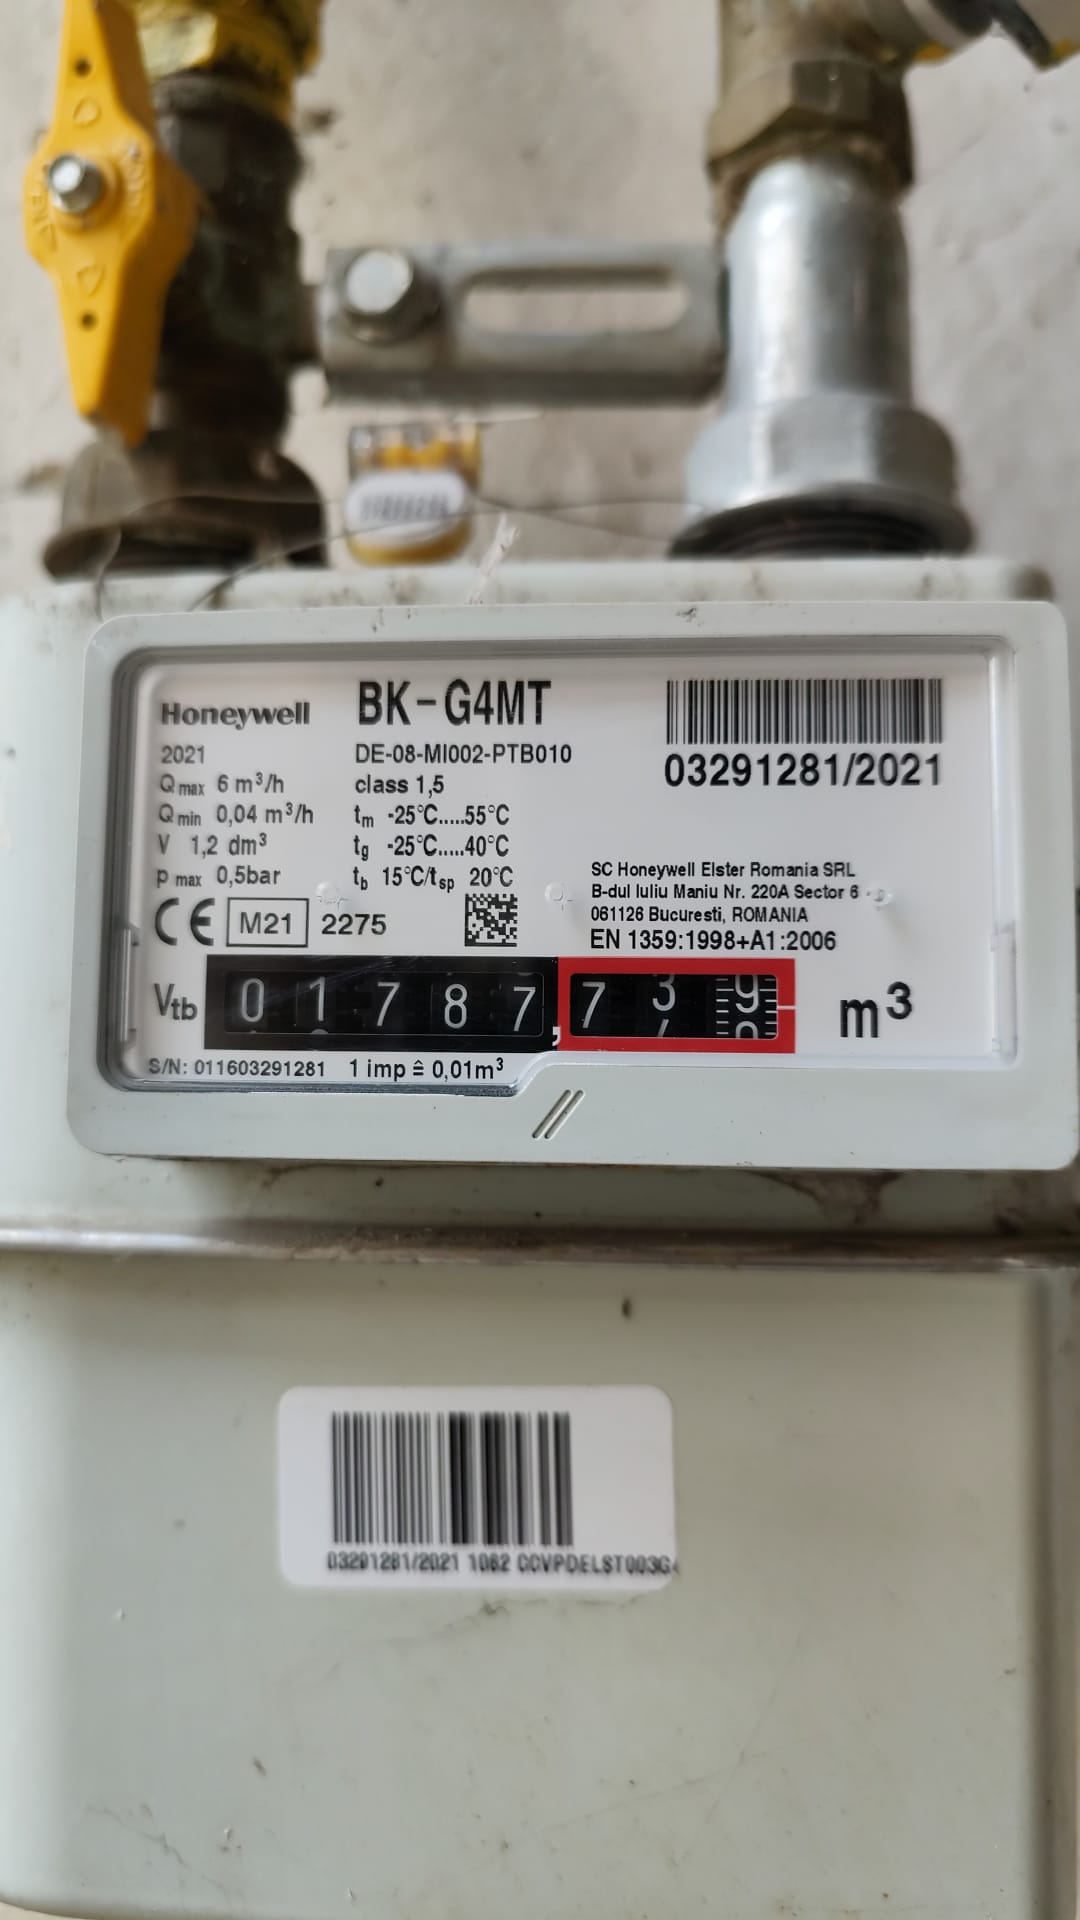 Honeywell BK-G4MT
2021 DE-08-MI002-PTB010
03291281/2021
Qmax 6 m³/h class 1,5
Qmin 0,04 m³/h tm -25°C.....55°C
V 1,2 dm³ tg -25°C.....40°C
pmax 0,5bar tb 15°C/tsp 20°C
CE M21 2275
SC Honeywell Elster Romania SRL
B-dul Iuliu Maniu Nr. 220A Sector 6
061126 Bucuresti, ROMANIA
EN 1359:1998+A1:2006
Vtb 01787,739 m³
S/N: 011603291281 1 imp ≙ 0,01m³
03291281/2021 1062 CCVPDELST003G4